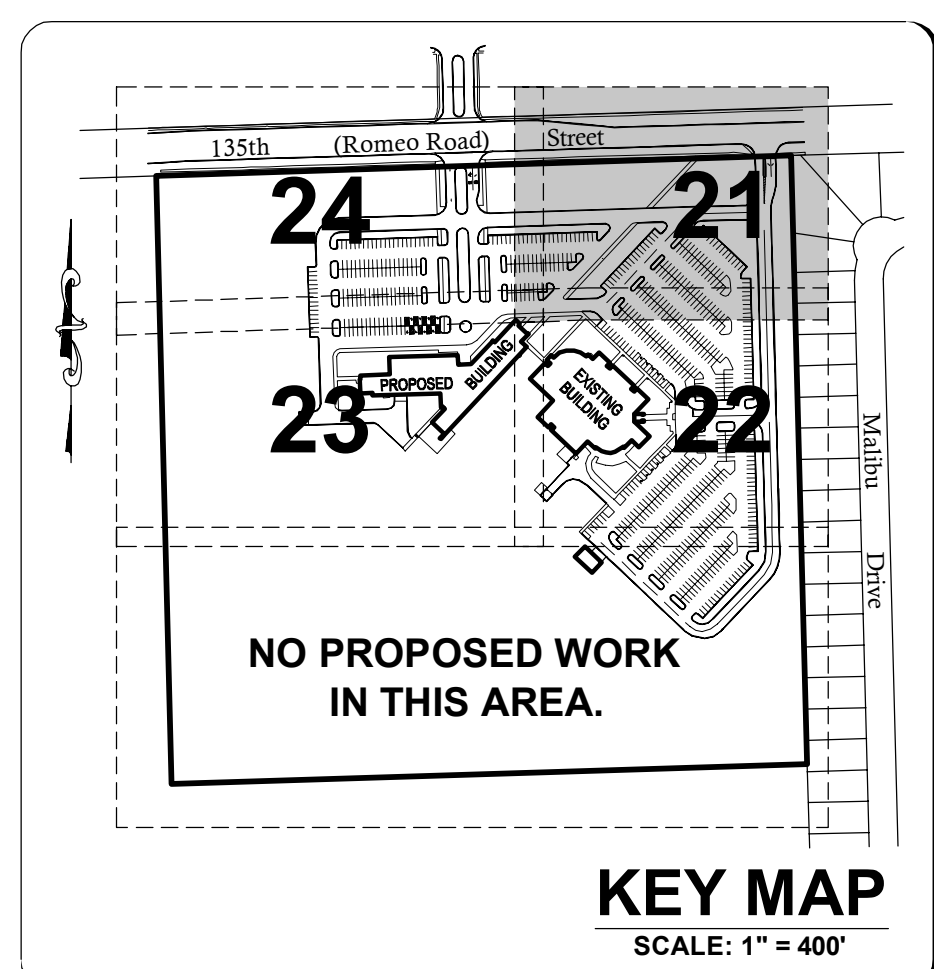 135th (Romeo Road) Street
24
21
PROPOSED BUILDING
EXISTING
BUILDING
23
22
Malibu Drive
NO PROPOSED WORK
IN THIS AREA.
KEY MAP
SCALE: 1" = 400'